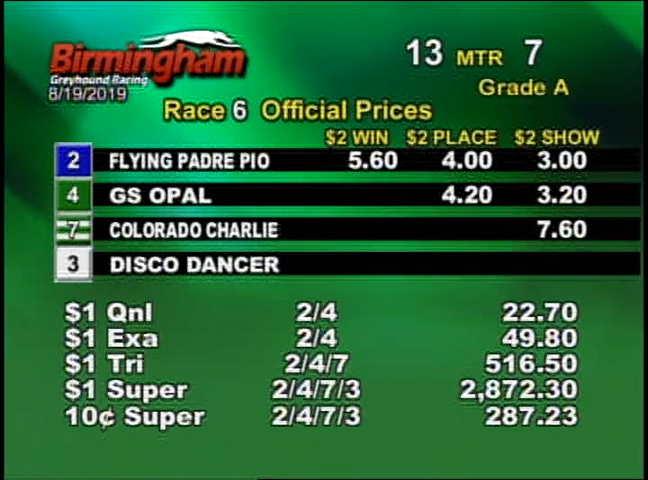 Birmingham
Greyhound Racing
8/19/2019
13 MTR 7
Grade A
Race 6 Official Prices
$2 WIN $2 PLACE $2 SHOW
2 FLYING PADRE PIO 5.60 4.00 3.00
4 GS OPAL 4.20 3.20
7 COLORADO CHARLIE 7.60
3 DISCO DANCER
$1 Qnl 2/4 22.70
$1 Exa 2/4 49.80
$1 Tri 2/4/7 516.50
$1 Super 2/4/7/3 2,872.30
10¢ Super 2/4/7/3 287.23